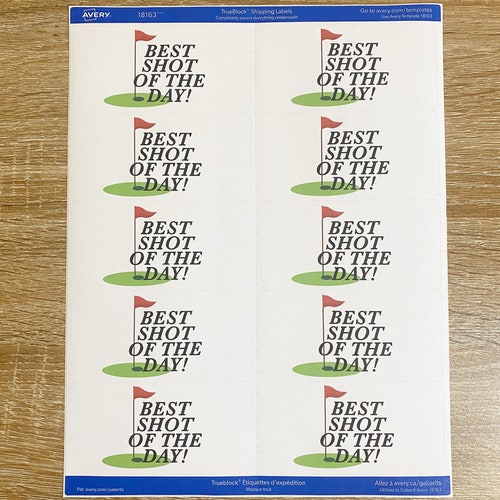 AVERY 18163 TrueBlock® Shipping Labels Go to avery.com/templates
Completely covers everything underneath Use Avery Template 18163
BEST
SHOT
OF THE
DAY!
BEST
SHOT
OF THE
DAY!
BEST
SHOT
OF THE
DAY!
BEST
SHOT
OF THE
DAY!
BEST
SHOT
OF THE
DAY!
BEST
SHOT
OF THE
DAY!
BEST
SHOT
OF THE
DAY!
BEST
SHOT
OF THE
DAY!
BEST
SHOT
OF THE
DAY!
BEST
SHOT
OF THE
DAY!
Trueblock® Étiquettes d'expédition Allez à avery.ca/gabarits
Pat: avery.com/patents Masque tout Utilisez le Gabarit Avery 18163